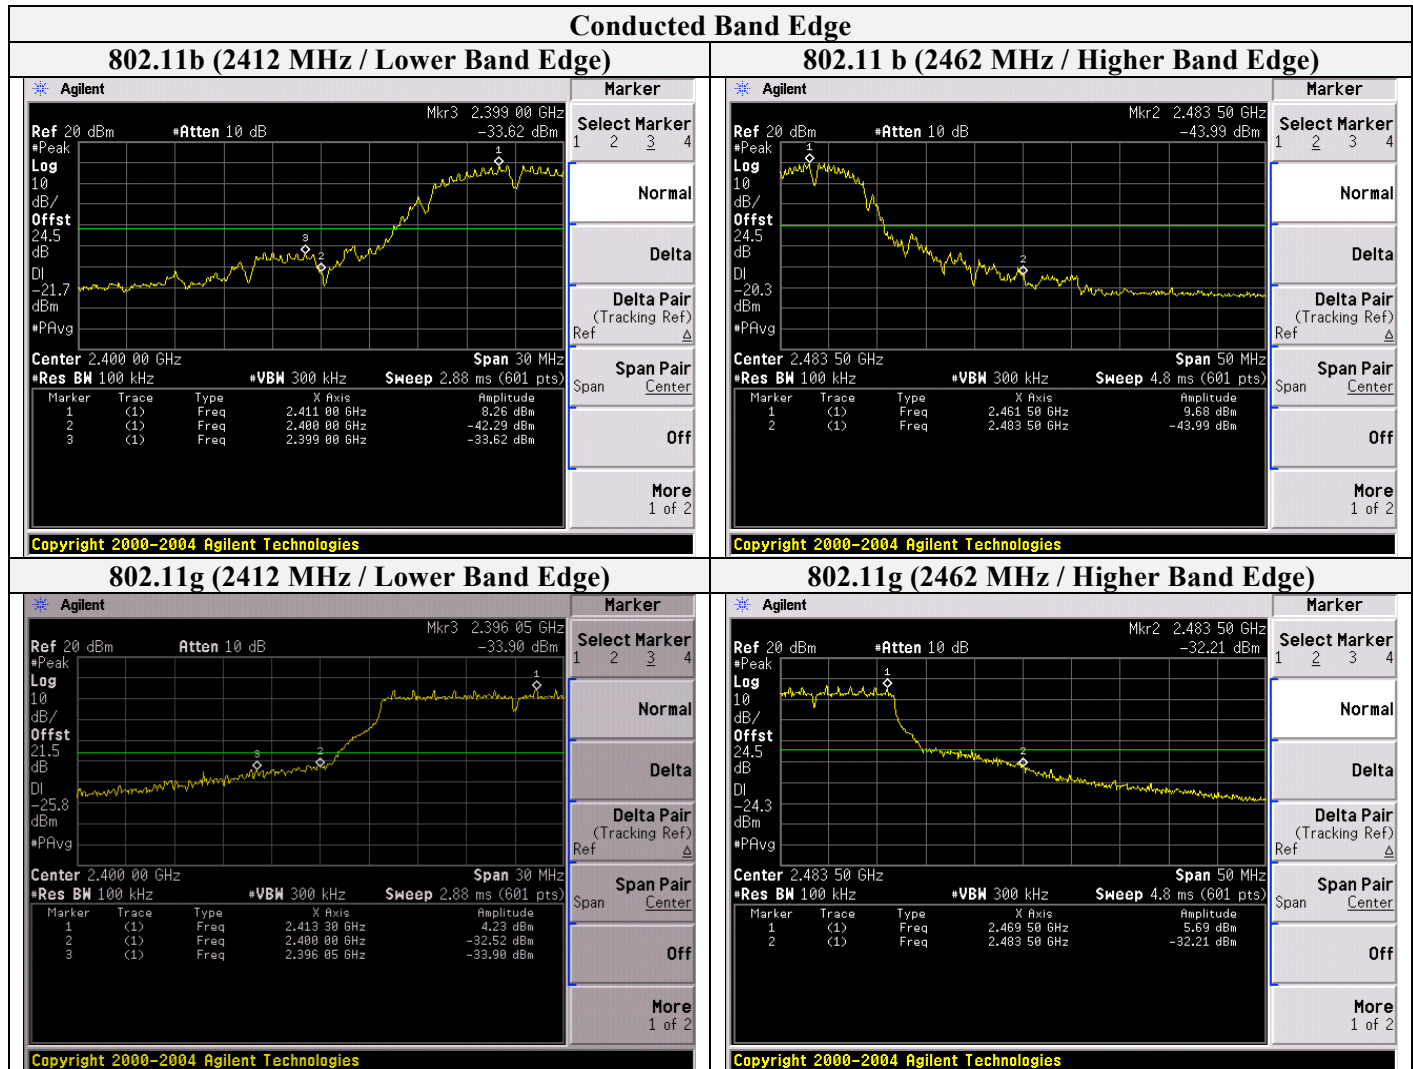 Conducted Band Edge
802.11b (2412 MHz / Lower Band Edge)
Agilent
Marker
Mkr3 2.399 00 GHz
Ref 20 dBm #Atten 10 dB -33.62 dBm
#Peak
Log
10
dB/
Offst
24.5
dB
DI
-21.7
dBm
#PAvg
1
3
2
Center 2.400 00 GHz Span 30 MHz
#Res BW 100 kHz #VBW 300 kHz Sweep 2.88 ms (601 pts)
Marker Trace Type X Axis Amplitude
1 (1) Freq 2.411 00 GHz 8.26 dBm
2 (1) Freq 2.400 00 GHz -42.29 dBm
3 (1) Freq 2.399 00 GHz -33.62 dBm
Select Marker
1 2 3 4
Normal
Delta
Delta Pair
(Tracking Ref)
Ref Δ
Span Pair
Span Center
Off
More
1 of 2
Copyright 2000-2004 Agilent Technologies
802.11 b (2462 MHz / Higher Band Edge)
Agilent
Marker
Mkr2 2.483 50 GHz
Ref 20 dBm #Atten 10 dB -43.99 dBm
#Peak
Log
10
dB/
Offst
24.5
dB
DI
-20.3
dBm
#PAvg
1
2
Center 2.483 50 GHz Span 50 MHz
#Res BW 100 kHz #VBW 300 kHz Sweep 4.8 ms (601 pts)
Marker Trace Type X Axis Amplitude
1 (1) Freq 2.461 50 GHz 9.68 dBm
2 (1) Freq 2.483 50 GHz -43.99 dBm
Select Marker
1 2 3 4
Normal
Delta
Delta Pair
(Tracking Ref)
Ref Δ
Span Pair
Span Center
Off
More
1 of 2
Copyright 2000-2004 Agilent Technologies
802.11g (2412 MHz / Lower Band Edge)
Agilent
Marker
Mkr3 2.396 05 GHz
Ref 20 dBm Atten 10 dB -33.90 dBm
#Peak
Log
10
dB/
Offst
21.5
dB
DI
-25.8
dBm
#PAvg
1
3
2
Center 2.400 00 GHz Span 30 MHz
#Res BW 100 kHz #VBW 300 kHz Sweep 2.88 ms (601 pts)
Marker Trace Type X Axis Amplitude
1 (1) Freq 2.413 30 GHz 4.23 dBm
2 (1) Freq 2.400 00 GHz -32.52 dBm
3 (1) Freq 2.396 05 GHz -33.90 dBm
Select Marker
1 2 3 4
Normal
Delta
Delta Pair
(Tracking Ref)
Ref Δ
Span Pair
Span Center
Off
More
1 of 2
Copyright 2000-2004 Agilent Technologies
802.11g (2462 MHz / Higher Band Edge)
Agilent
Marker
Mkr2 2.483 50 GHz
Ref 20 dBm #Atten 10 dB -32.21 dBm
#Peak
Log
10
dB/
Offst
24.5
dB
DI
-24.3
dBm
#PAvg
1
2
Center 2.483 50 GHz Span 50 MHz
#Res BW 100 kHz #VBW 300 kHz Sweep 4.8 ms (601 pts)
Marker Trace Type X Axis Amplitude
1 (1) Freq 2.469 50 GHz 5.69 dBm
2 (1) Freq 2.483 50 GHz -32.21 dBm
Select Marker
1 2 3 4
Normal
Delta
Delta Pair
(Tracking Ref)
Ref Δ
Span Pair
Span Center
Off
More
1 of 2
Copyright 2000-2004 Agilent Technologies